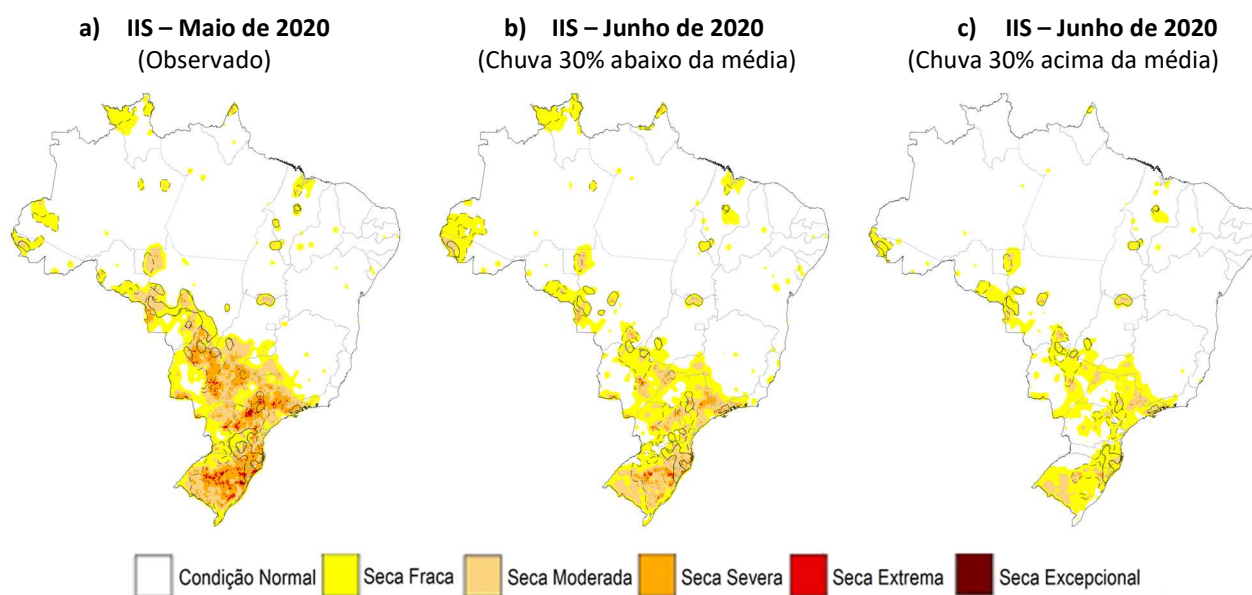 a) IIS – Maio de 2020
(Observado)
b) IIS – Junho de 2020
(Chuva 30% abaixo da média)
c) IIS – Junho de 2020
(Chuva 30% acima da média)
Condição Normal
Seca Fraca
Seca Moderada
Seca Severa
Seca Extrema
Seca Excepcional